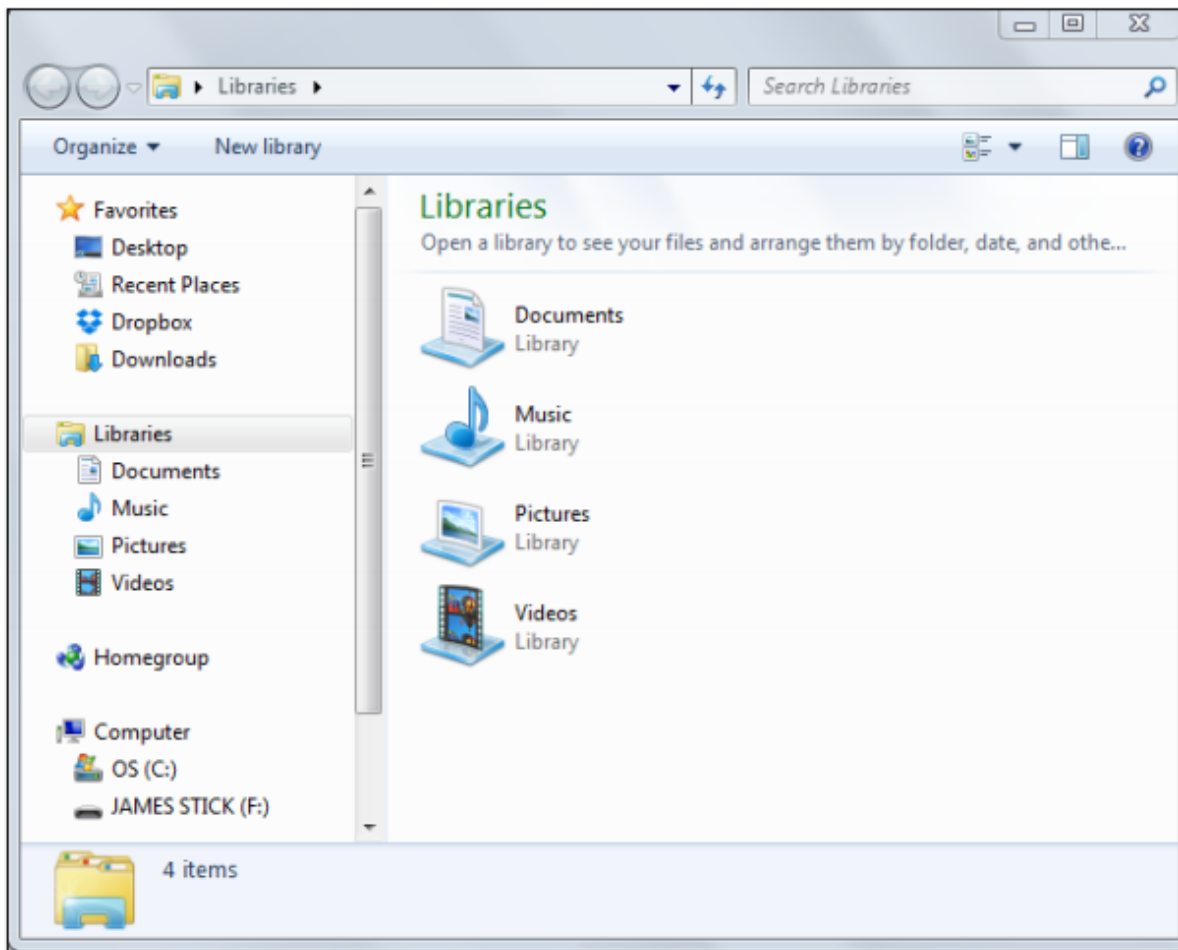 Libraries
Search Libraries
Organize
New library
Favorites
Desktop
Recent Places
Dropbox
Downloads
Libraries
Documents
Music
Pictures
Videos
Homegroup
Computer
OS (C:)
JAMES STICK (F:)
Libraries
Open a library to see your files and arrange them by folder, date, and othe...
Documents
Library
Music
Library
Pictures
Library
Videos
Library
4 items